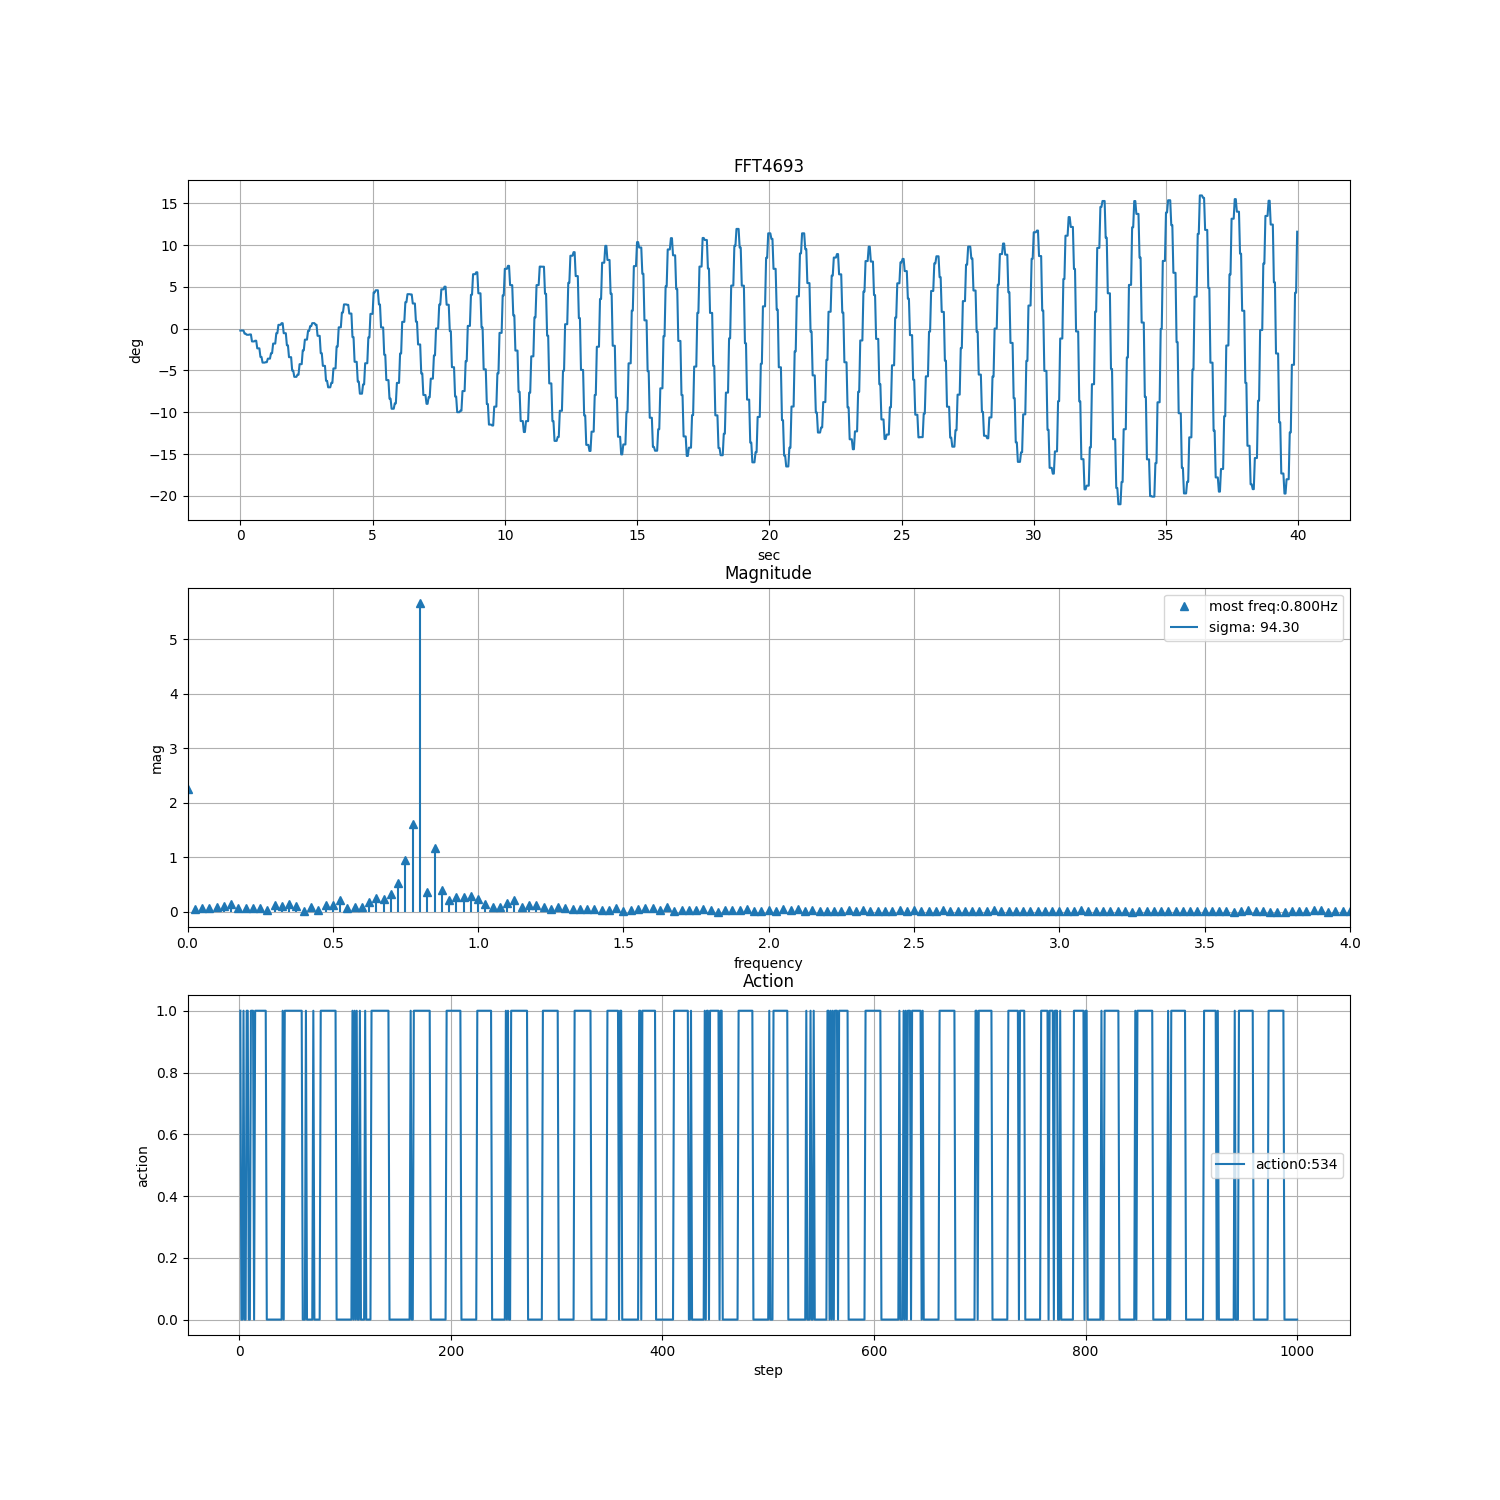 FFT4693
15
10
5
0
−5
−10
−15
−20
deg
0 5 10 15 20 25 30 35 40
sec
Magnitude
most freq:0.800Hz
sigma: 94.30
5
4
3
2
1
0
mag
0.0 0.5 1.0 1.5 2.0 2.5 3.0 3.5 4.0
frequency
Action
1.0
0.8
0.6
0.4
0.2
0.0
action
action0:534
0 200 400 600 800 1000
step